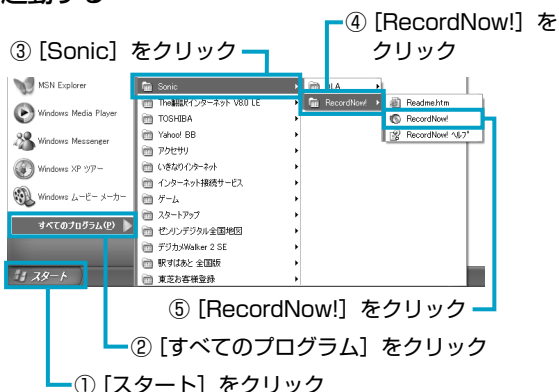 ④ [RecordNow!] を
クリック
③ [Sonic] をクリック
MSN Explorer
Windows Media Player
Windows Messenger
Windows XP ツアー
Windows ムービー メーカー
すべてのプログラム(P)
スタート
Sonic
The翻訳インターネット V8.0 LE
TOSHIBA
Yahoo! BB
アクセサリ
いきなりインターネット
インターネット接続サービス
ゲーム
スタートアップ
ゼンリンデジタル全国地図
デジカメWalker 2 SE
駅すぱあと 全国版
東芝お客様登録
DLA
RecordNow!
Readme.htm
RecordNow!
RecordNow! ヘルプ
⑤ [RecordNow!] をクリック
② [すべてのプログラム] をクリック
① [スタート] をクリック